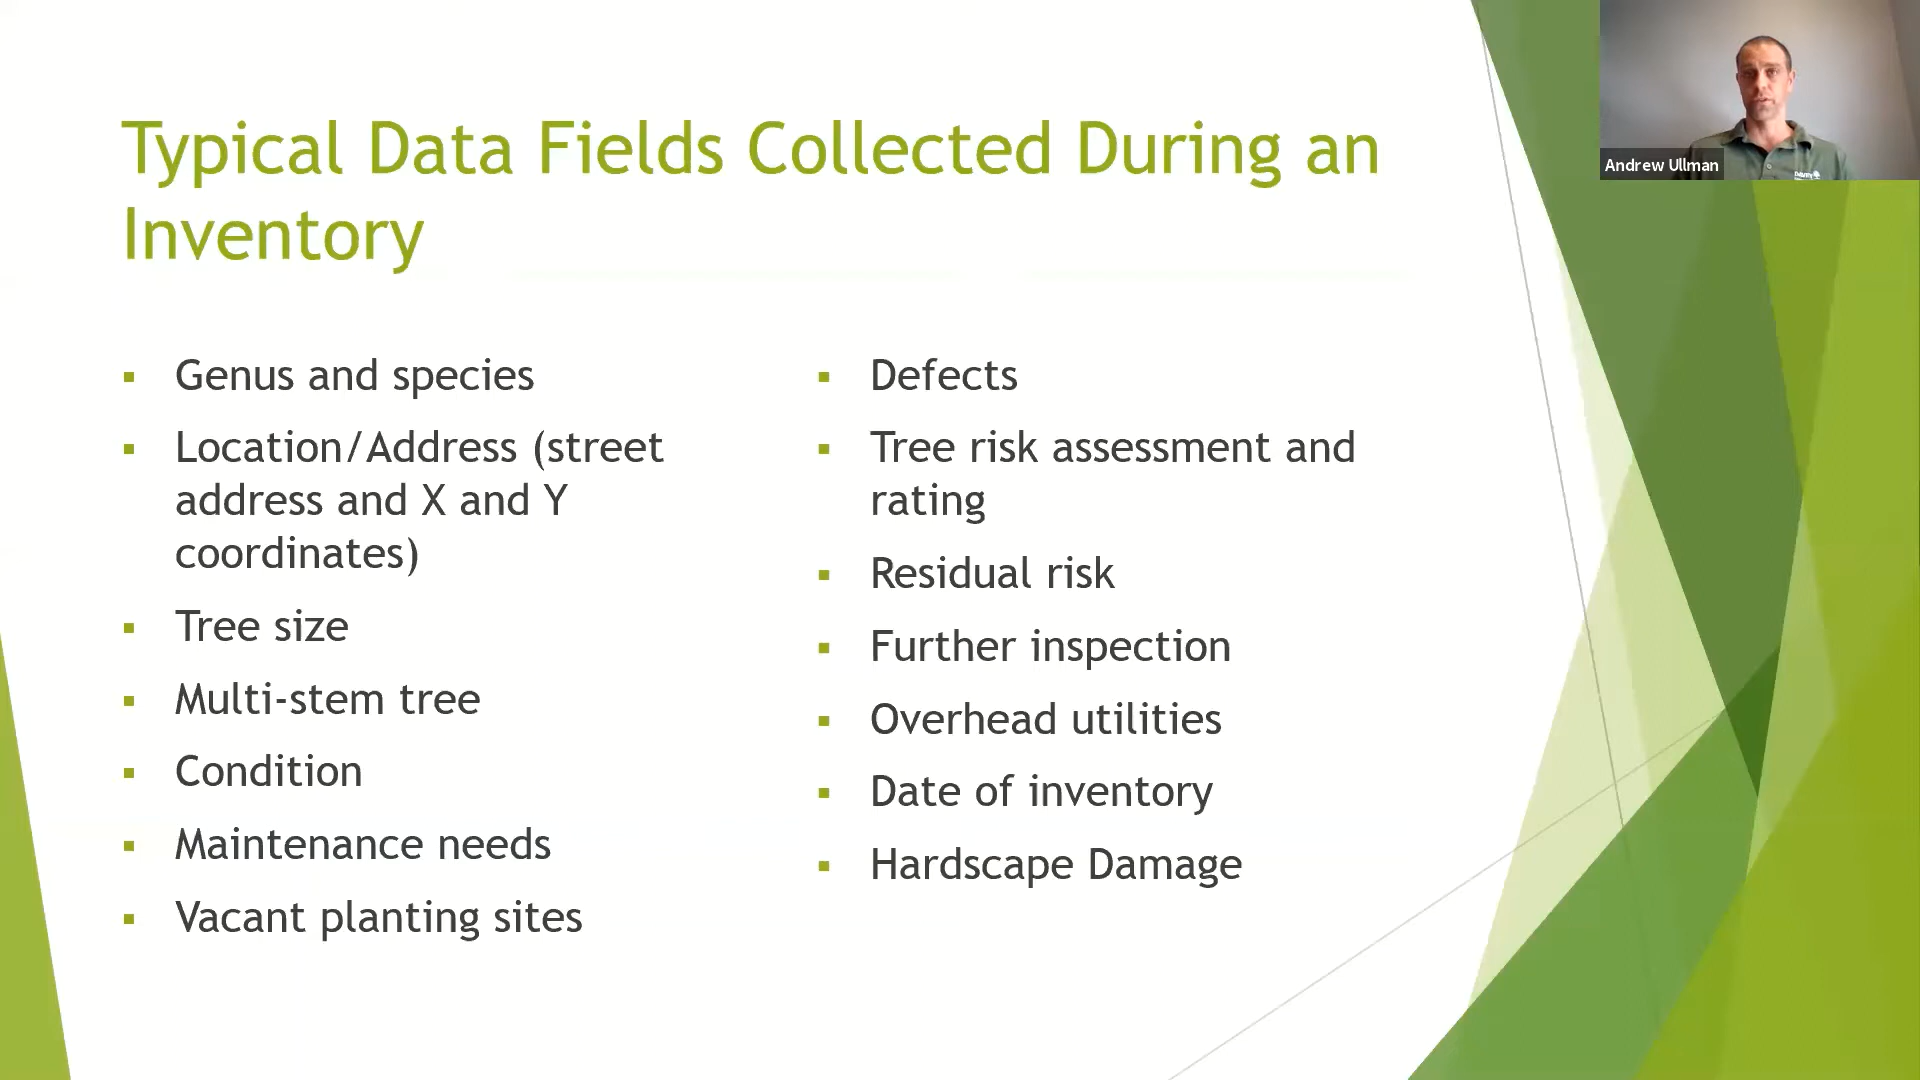 Typical Data Fields Collected During an
Inventory
Genus and species
Location/Address (street
address and X and Y
coordinates)
Tree size
Multi-stem tree
Condition
Maintenance needs
Vacant planting sites
Defects
Tree risk assessment and
rating
Residual risk
Further inspection
Overhead utilities
Date of inventory
Hardscape Damage
Andrew Ullman